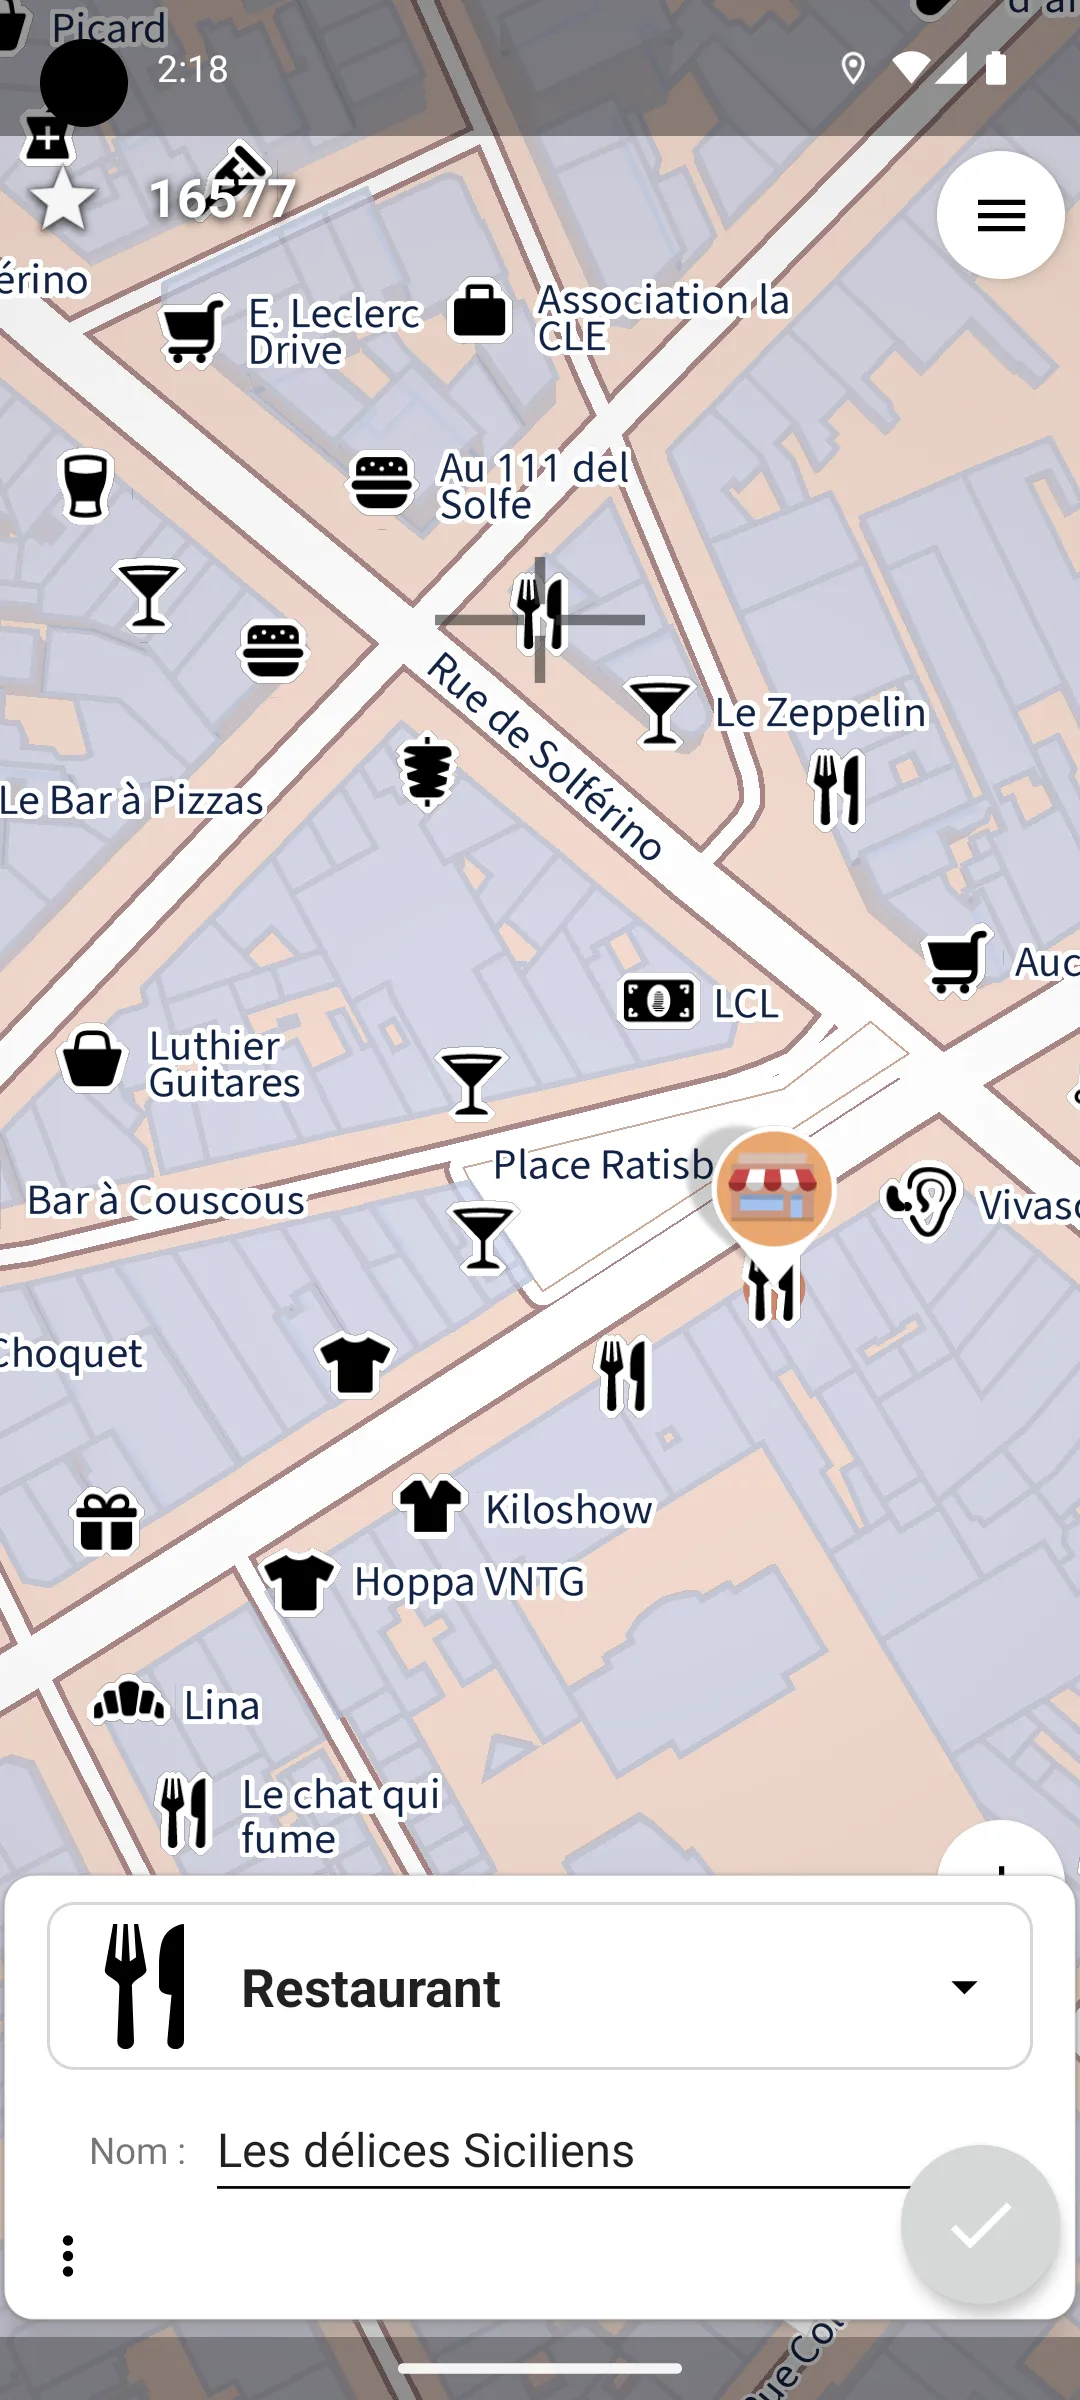 Picard
2:18
16577
érino
E. Leclerc
Drive
Association la
CLE
Au 111 del
Solfe
Rue de Solférino
Le Zeppelin
Le Bar à Pizzas
Auc
LCL
Luthier
Guitares
Place Ratisb
Bar à Couscous
Vivaso
Choquet
Kiloshow
Hoppa VNTG
Lina
Le chat qui
fume
Restaurant
Nom :
Les délices Siciliens